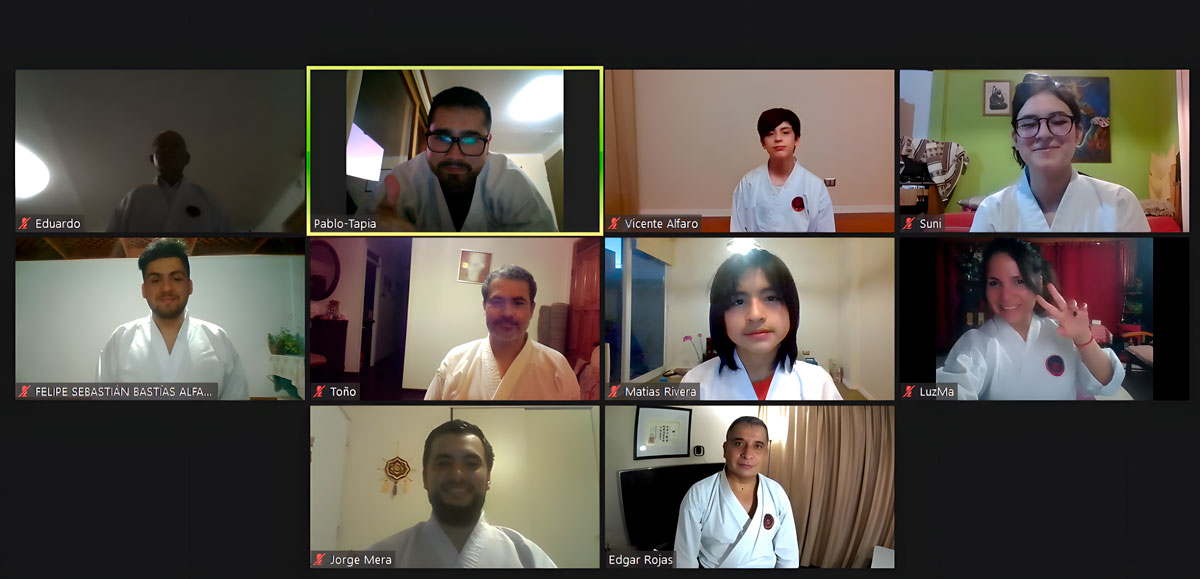 Eduardo
Pablo-Tapia
Vicente Alfaro
Suni
FELIPE SEBASTIÁN BASTÍAS ALFA...
Toño
Matias Rivera
LuzMa
Jorge Mera
Edgar Rojas